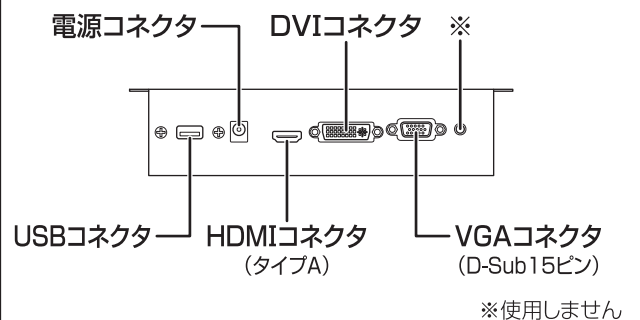 電源コネクタ DVIコネクタ ※
USBコネクタ HDMIコネクタ VGAコネクタ
(タイプA) (D-Sub15ピン)
※使用しません